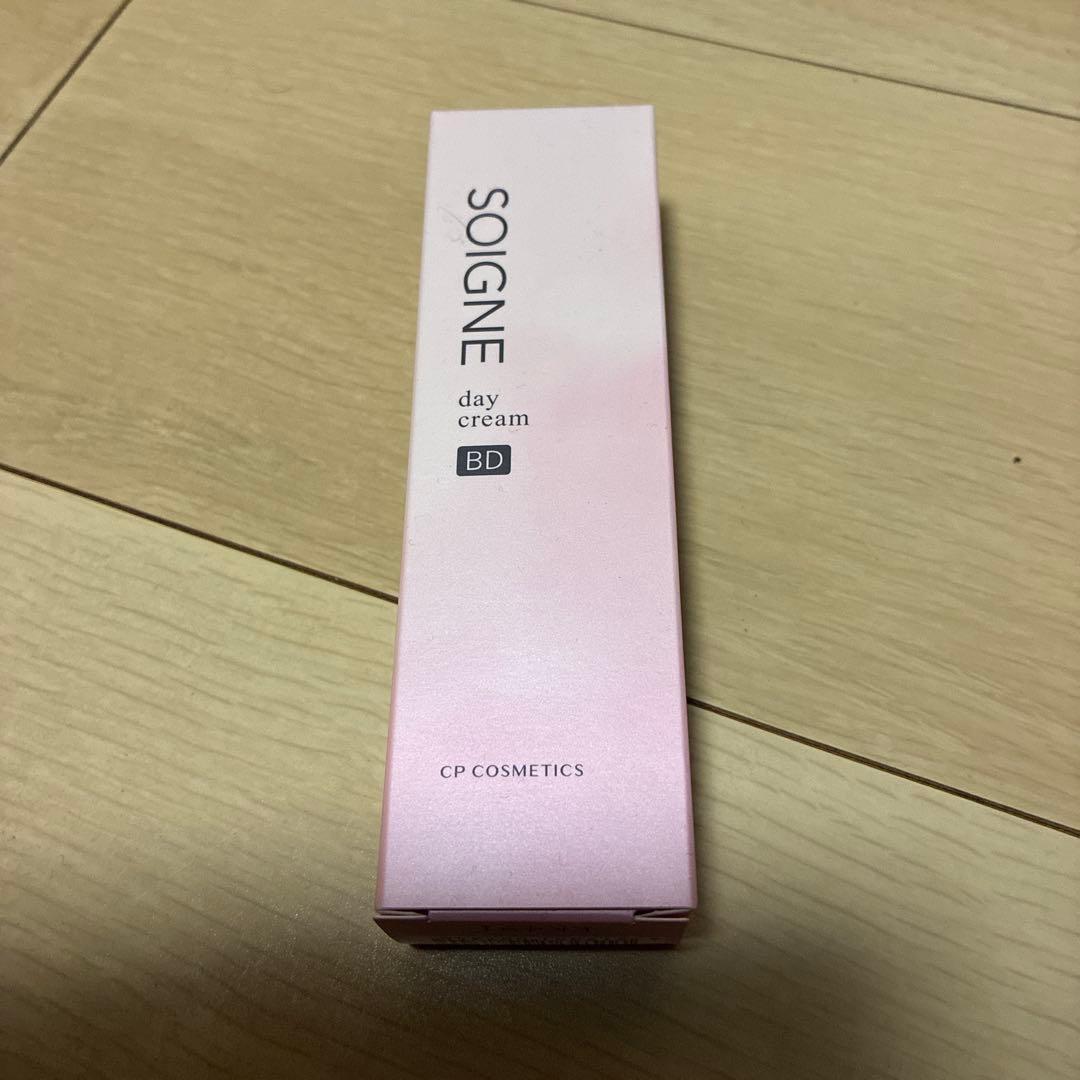 SOIGNE
day
cream
BD
CP COSMETICS